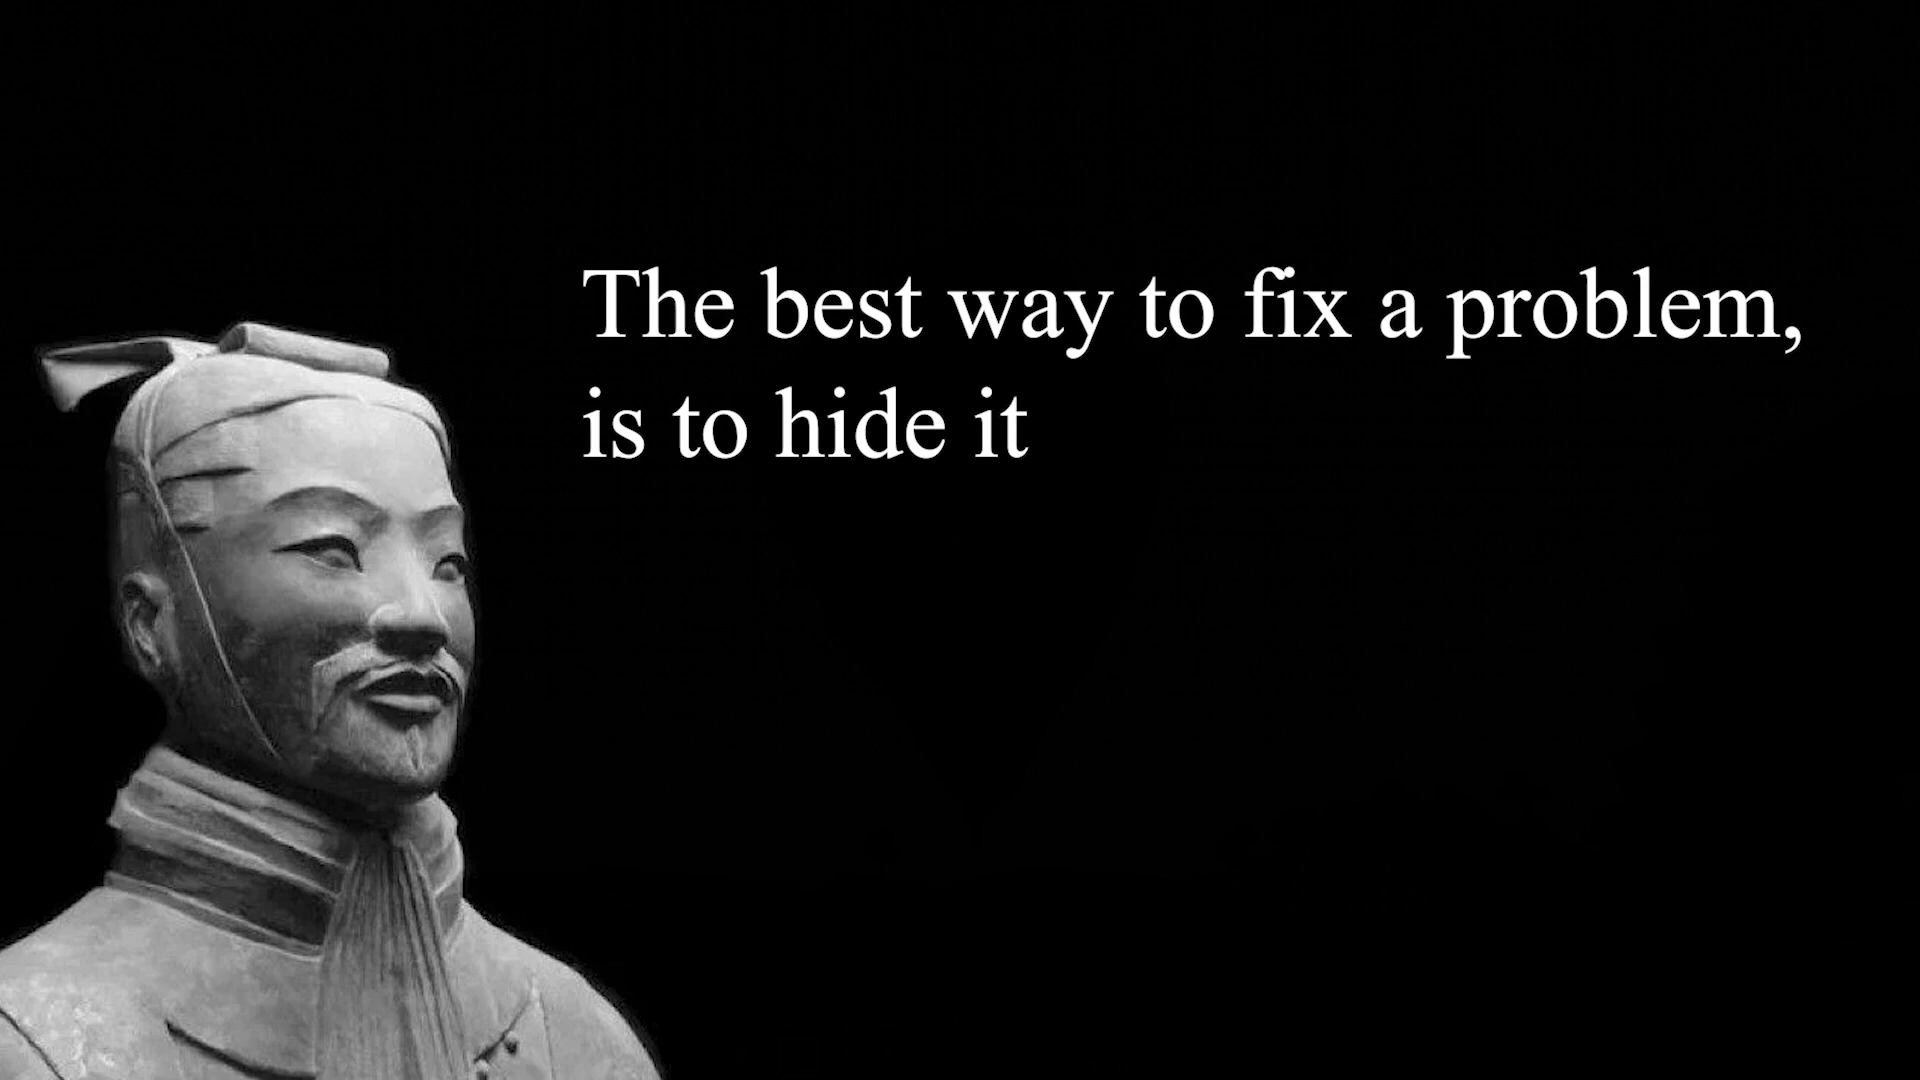 The best way to fix a problem,
is to hide it